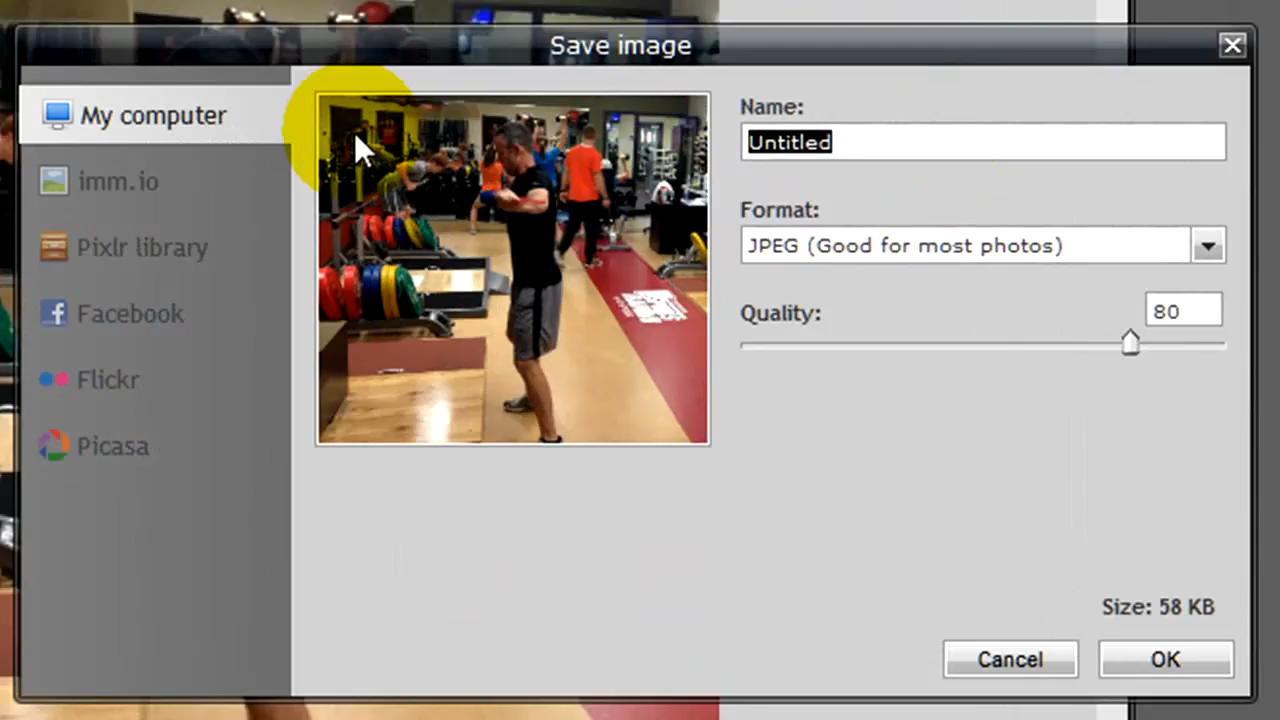 Save image
My computer
imm.io
Pixlr library
Facebook
Flickr
Picasa
Name:
Untitled
Format:
JPEG (Good for most photos)
Quality:
80
Size: 58 KB
Cancel
OK